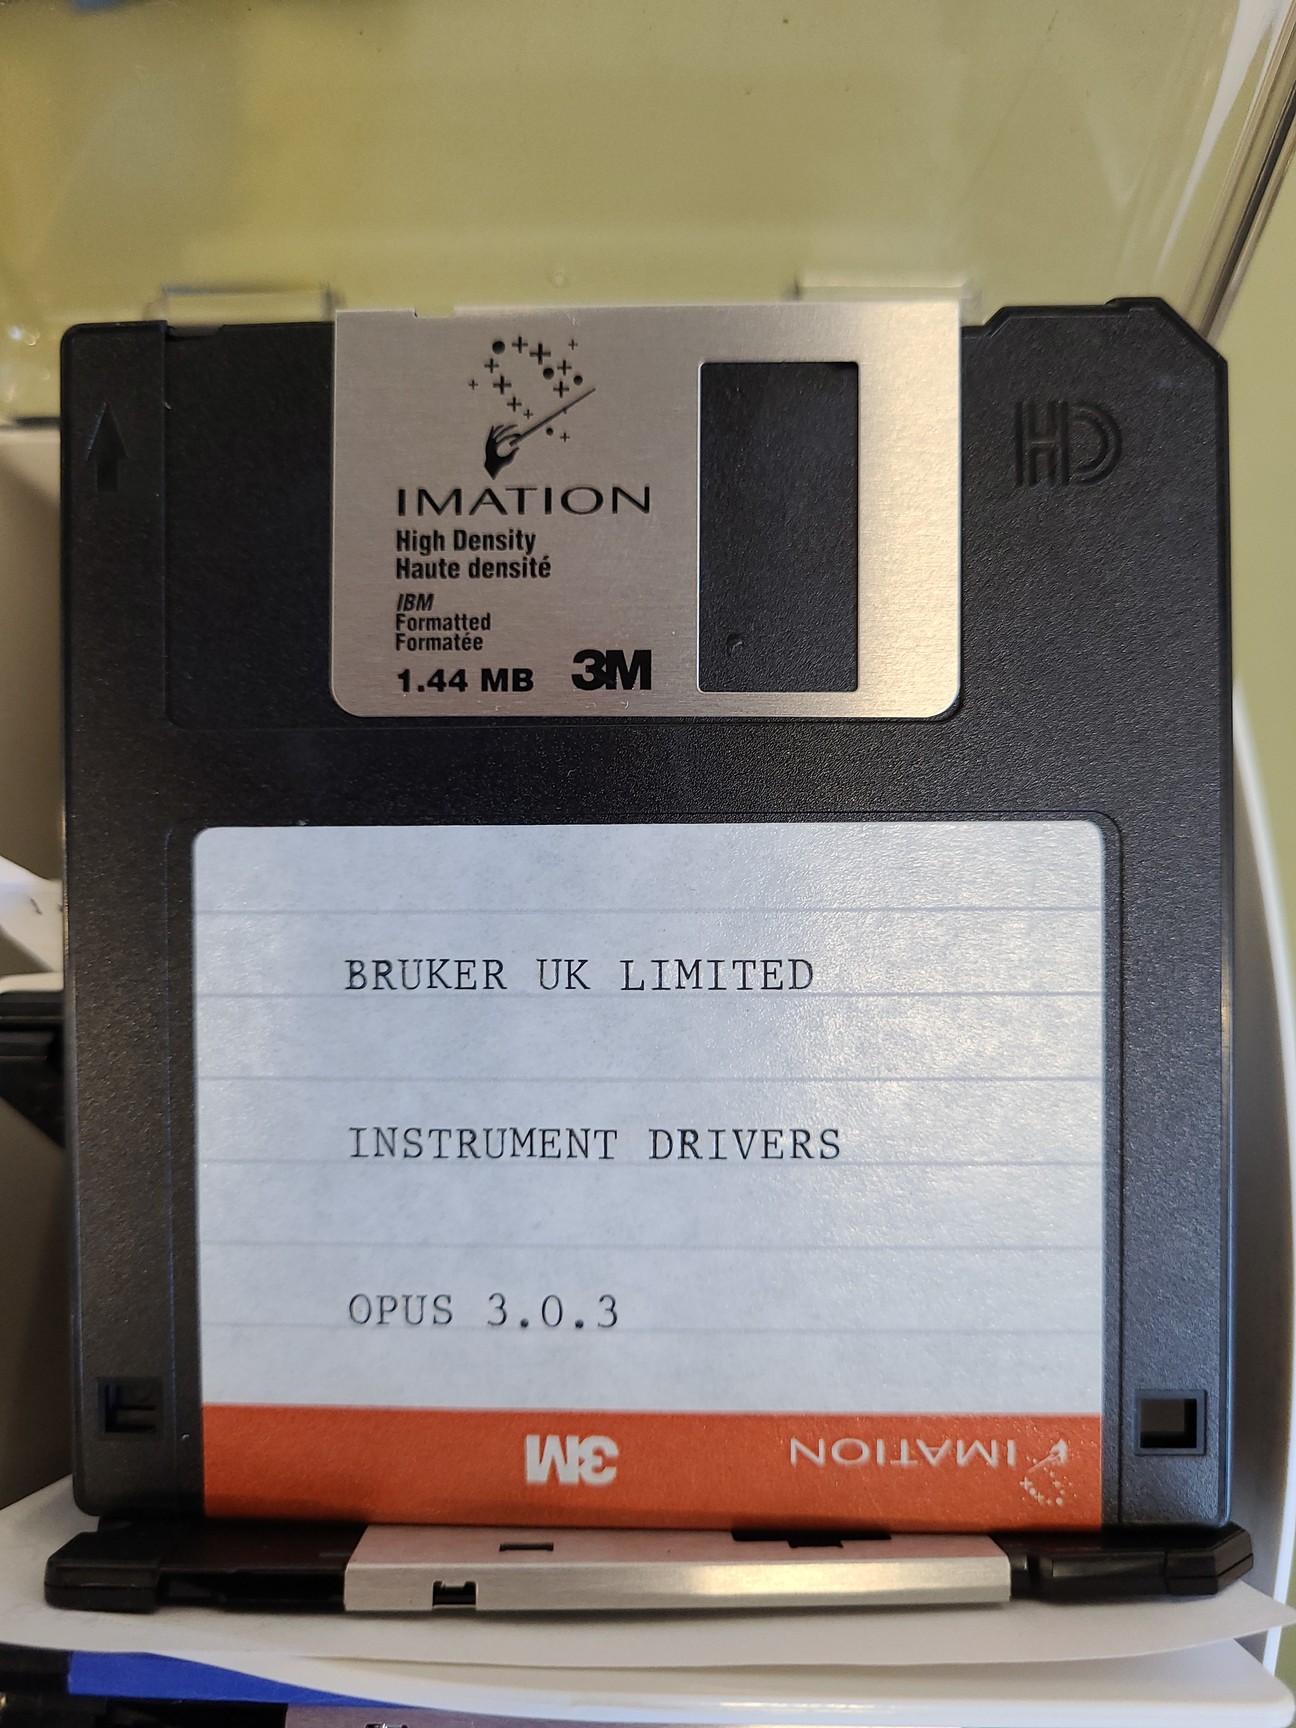 HD
IMATION
High Density
Haute densité
IBM
Formatted
Formatée
1.44 MB 3M
BRUKER UK LIMITED
INSTRUMENT DRIVERS
OPUS 3.0.3
3M IMATION